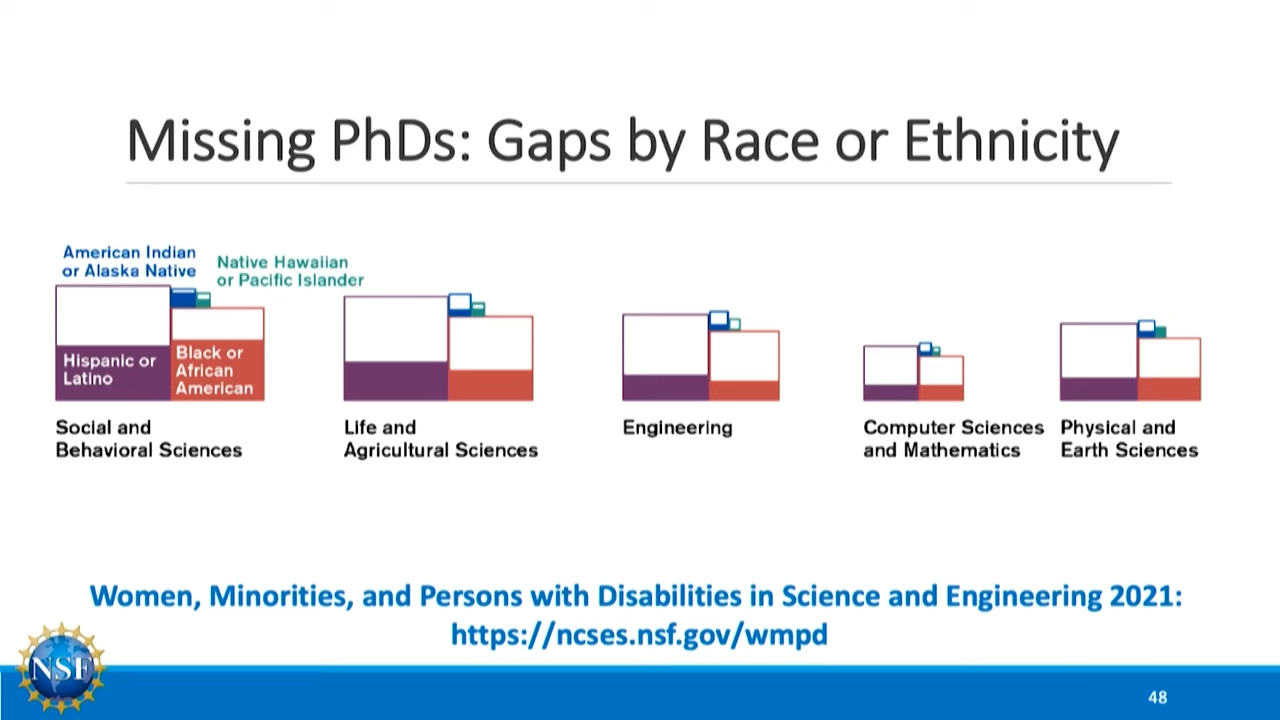 Missing PhDs: Gaps by Race or Ethnicity
American Indian
or Alaska Native
Native Hawaiian
or Pacific Islander
Hispanic or
Latino
Black or
African
American
Social and
Behavioral Sciences
Life and
Agricultural Sciences
Engineering
Computer Sciences
and Mathematics
Physical and
Earth Sciences
Women, Minorities, and Persons with Disabilities in Science and Engineering 2021:
https://ncses.nsf.gov/wmpd
NSF
48